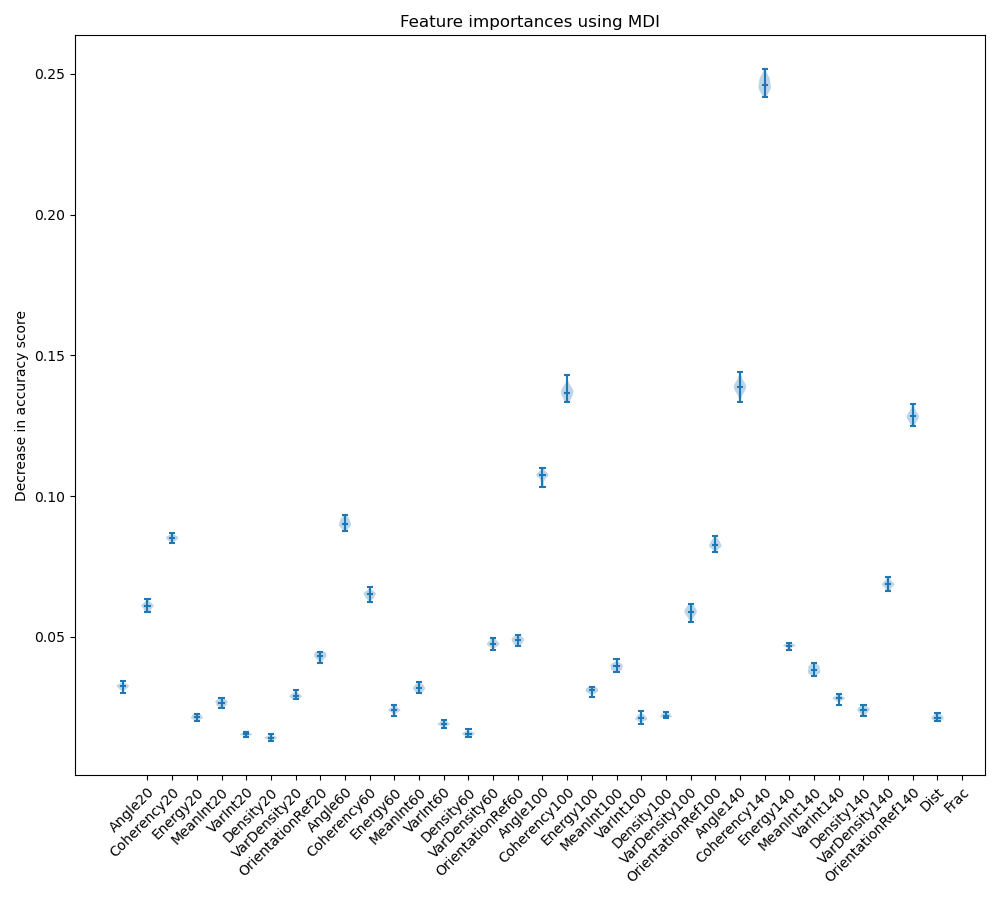 Feature importances using MDI
Decrease in accuracy score
0.25
0.20
0.15
0.10
0.05
Angle20
Coherency20
Energy20
MeanInt20
VarInt20
Density20
VarDensity20
OrientationRef20
Angle60
Coherency60
Energy60
MeanInt60
VarInt60
Density60
VarDensity60
OrientationRef60
Angle100
Coherency100
Energy100
MeanInt100
VarInt100
Density100
VarDensity100
OrientationRef100
Angle140
Coherency140
Energy140
MeanInt140
VarInt140
Density140
VarDensity140
OrientationRef140
Dist
Frac